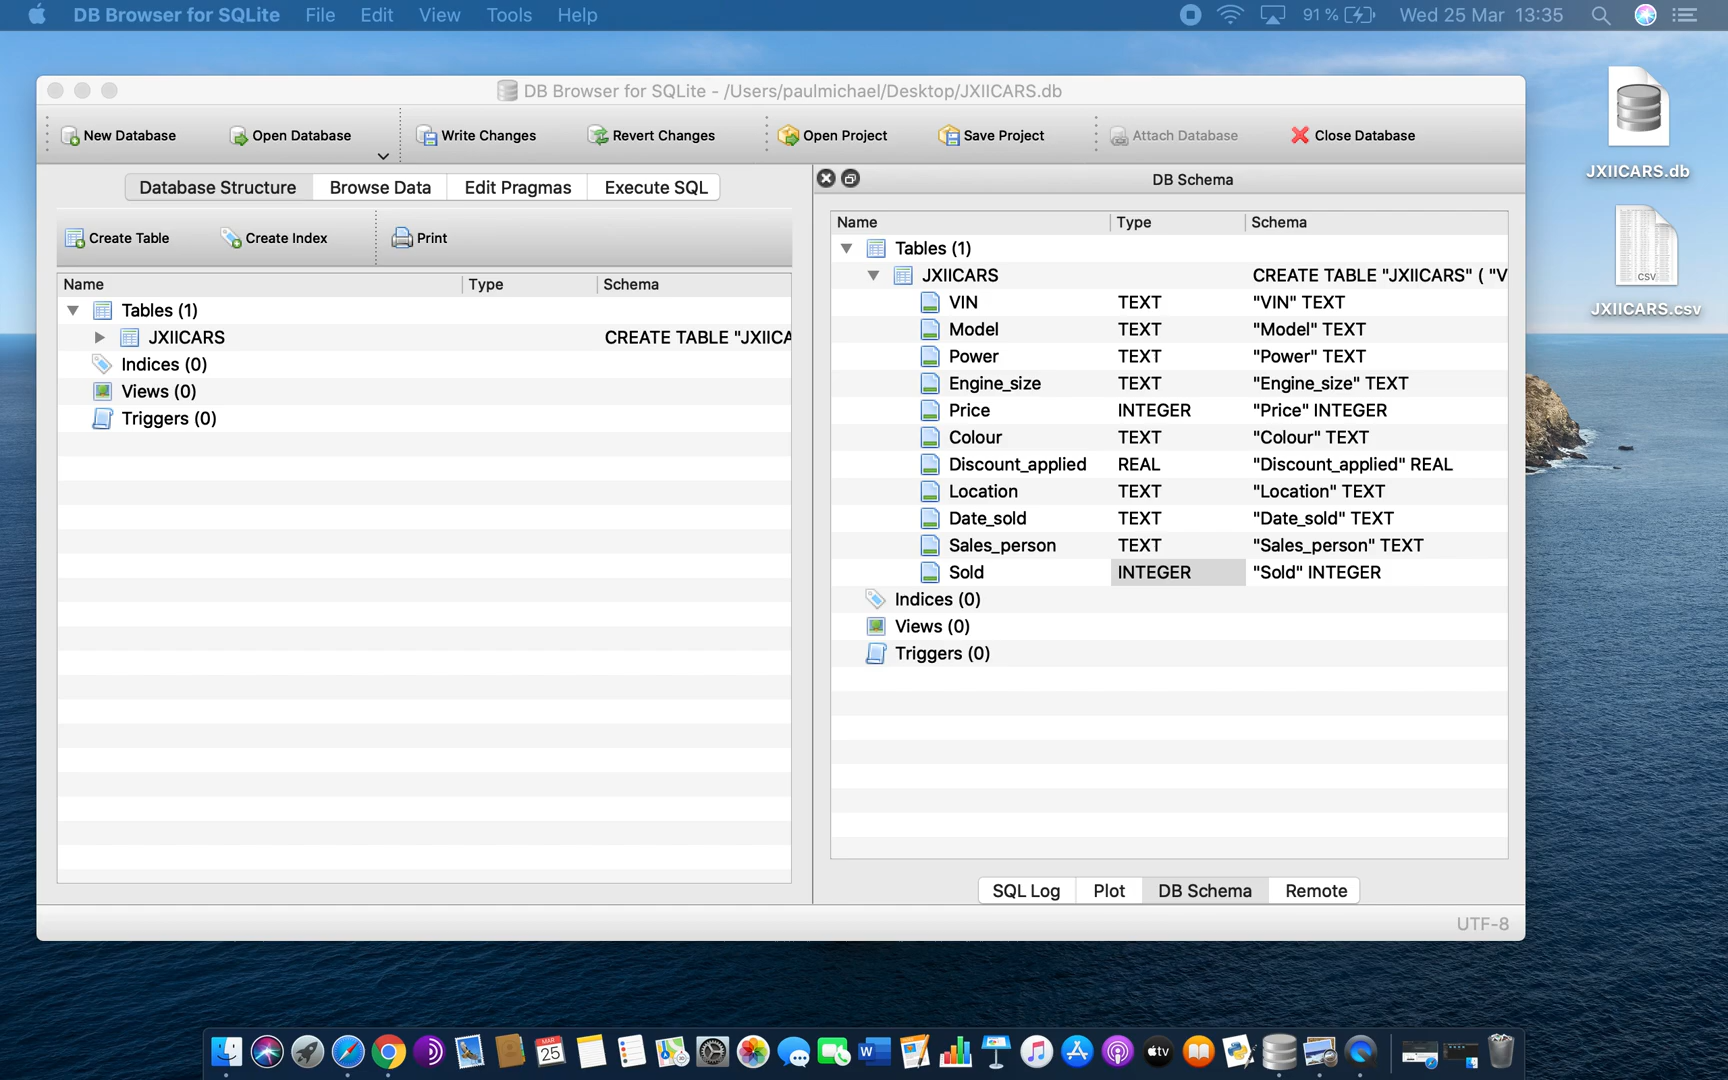 DB Browser for SQLite File Edit View Tools Help 91 % Wed 25 Mar 13:35
DB Browser for SQLite - /Users/paulmichael/Desktop/JXIICARS.db
New Database Open Database Write Changes Revert Changes Open Project Save Project Attach Database Close Database
Database Structure Browse Data Edit Pragmas Execute SQL
Create Table Create Index Print
Name Type Schema
Tables (1)
JXIICARS CREATE TABLE "JXIICA
Indices (0)
Views (0)
Triggers (0)
DB Schema
Name Type Schema
Tables (1)
JXIICARS CREATE TABLE "JXIICARS" ( "V
VIN TEXT "VIN" TEXT
Model TEXT "Model" TEXT
Power TEXT "Power" TEXT
Engine_size TEXT "Engine_size" TEXT
Price INTEGER "Price" INTEGER
Colour TEXT "Colour" TEXT
Discount_applied REAL "Discount_applied" REAL
Location TEXT "Location" TEXT
Date_sold TEXT "Date_sold" TEXT
Sales_person TEXT "Sales_person" TEXT
Sold INTEGER "Sold" INTEGER
Indices (0)
Views (0)
Triggers (0)
SQL Log Plot DB Schema Remote
UTF-8
JXIICARS.db
CSV
JXIICARS.csv
MAR
25
W
tv